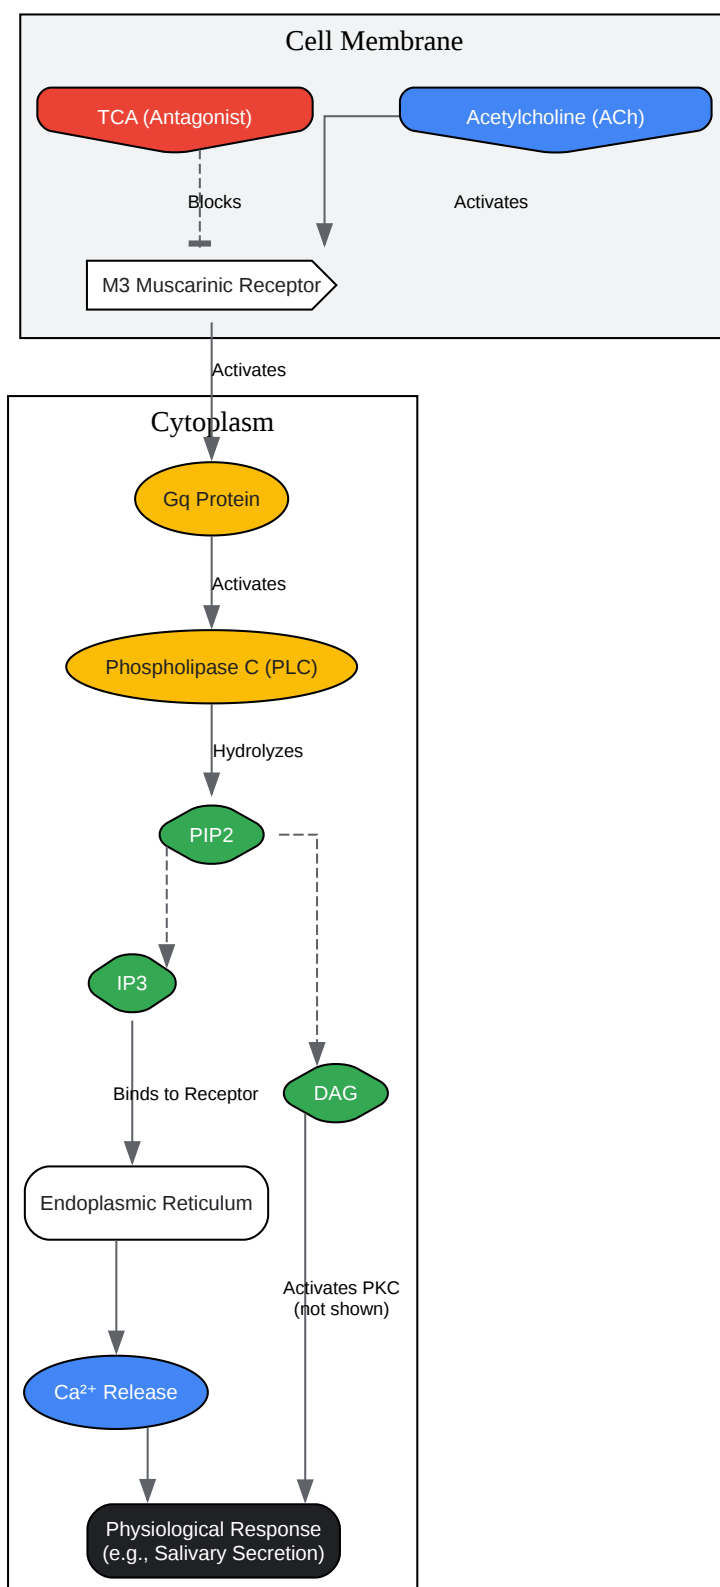 Cell Membrane
TCA (Antagonist)
Acetylcholine (ACh)
Blocks
Activates
M3 Muscarinic Receptor
Activates
Cytoplasm
Gq Protein
Activates
Phospholipase C (PLC)
Hydrolyzes
PIP2
IP3
Binds to Receptor
DAG
Endoplasmic Reticulum
Activates PKC
(not shown)
Ca²⁺ Release
Physiological Response
(e.g., Salivary Secretion)